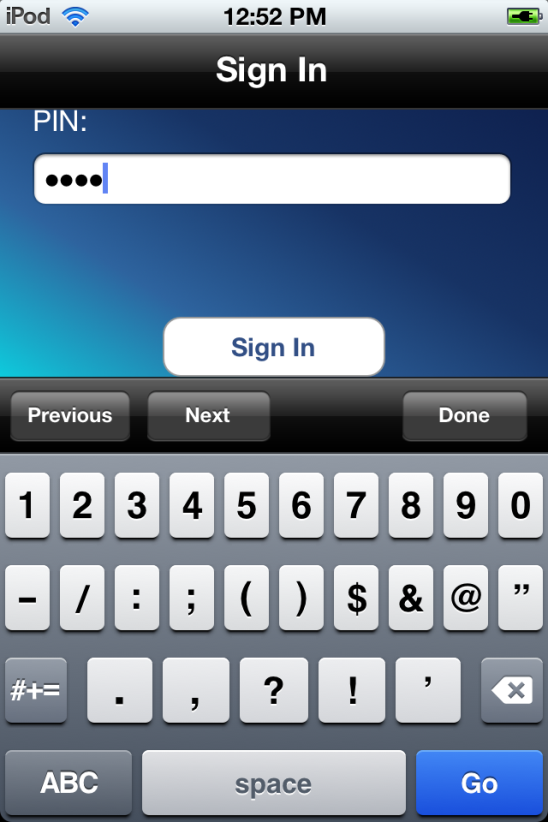 iPod 12:52 PM
Sign In
PIN:
••••
Sign In
Previous Next Done
1 2 3 4 5 6 7 8 9 0
- / : ; ( ) $ & @ ”
#+= . , ? ! ’
ABC space Go